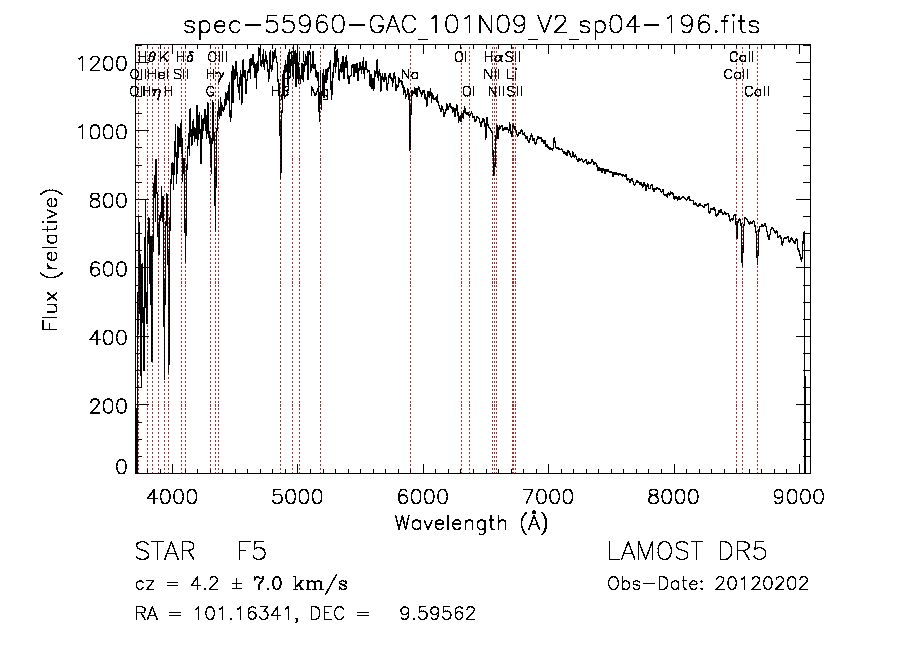 spec-55960-GAC_101N09_V2_sp04-196.fits
Hθ K Hδ OIII Hα SII CaII
OII HeI SII Hγ Na NII Li CaII
OII Hη H G Hβ Mg OI NII SII CaII
OI
1200
1000
800
600
400
200
0
Flux (relative)
4000 5000 6000 7000 8000 9000
Wavelength (Å)
STAR F5 LAMOST DR5
cz = 4.2 ± 7.0 km/s Obs-Date: 20120202
RA = 101.16341, DEC = 9.59562